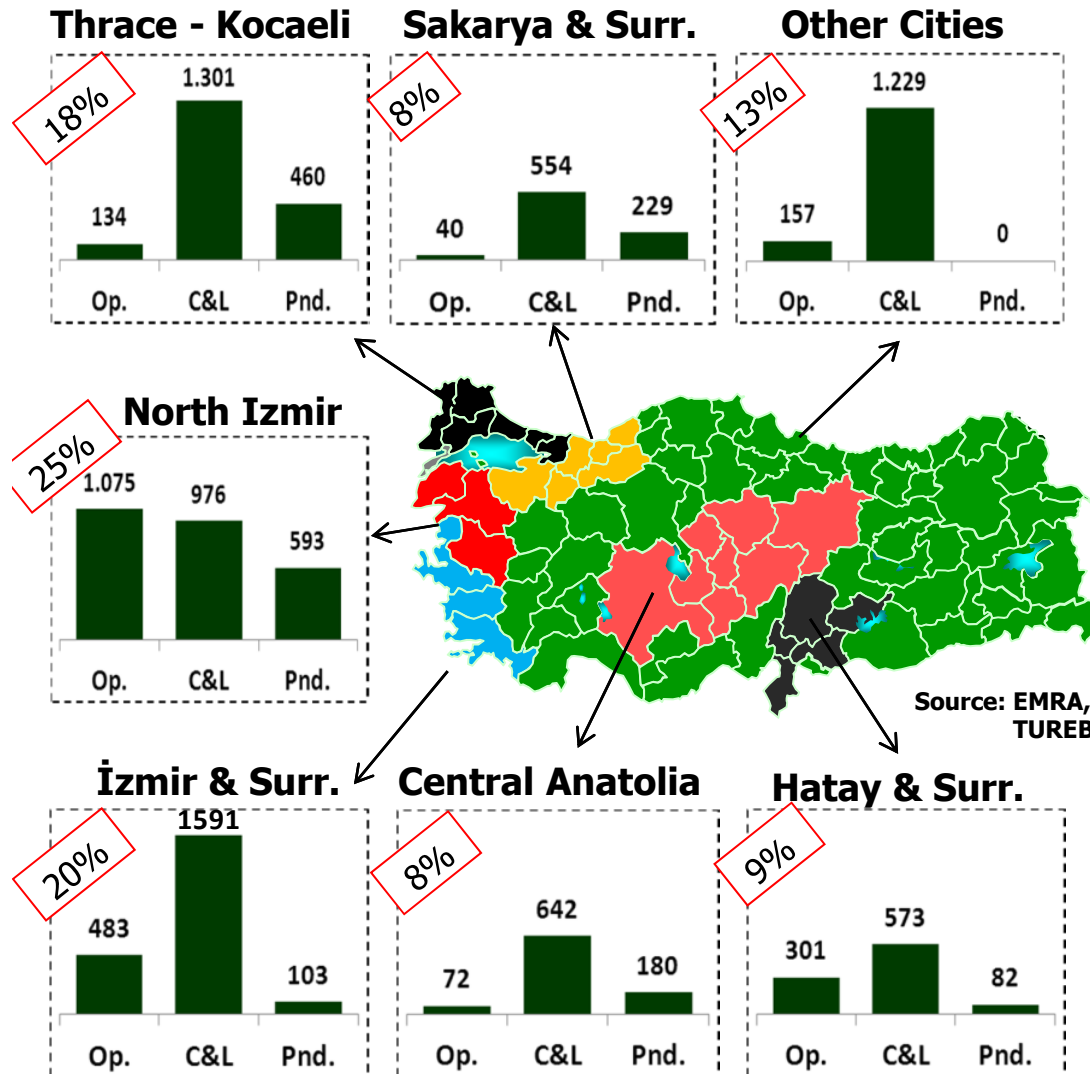 Thrace - Kocaeli
18%
1.301
460
134
Op. C&L Pnd.
Sakarya & Surr.
8%
554
229
40
Op. C&L Pnd.
Other Cities
13%
1.229
157
0
Op. C&L Pnd.
North Izmir
25%
1.075
976
593
Op. C&L Pnd.
Source: EMRA,
TUREB
İzmir & Surr.
20%
1591
483
103
Op. C&L Pnd.
Central Anatolia
8%
642
180
72
Op. C&L Pnd.
Hatay & Surr.
9%
573
301
82
Op. C&L Pnd.